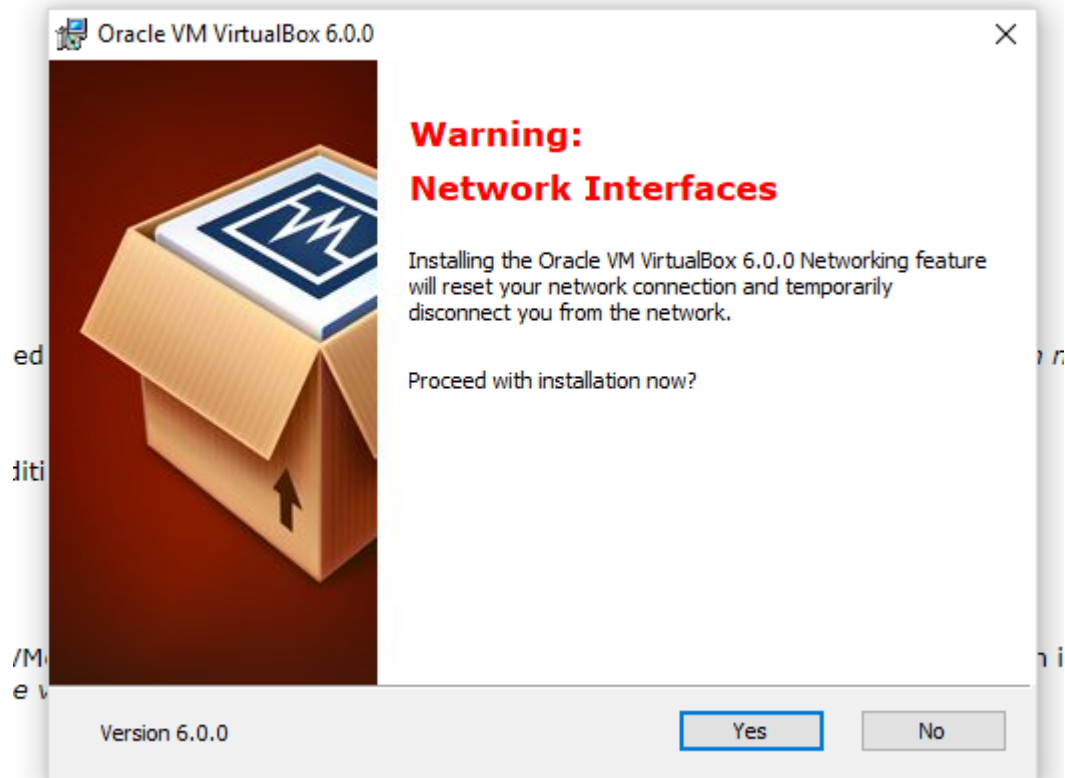 Oracle VM VirtualBox 6.0.0
Warning:
Network Interfaces
Installing the Oracle VM VirtualBox 6.0.0 Networking feature
will reset your network connection and temporarily
disconnect you from the network.
Proceed with installation now?
Version 6.0.0
Yes
No